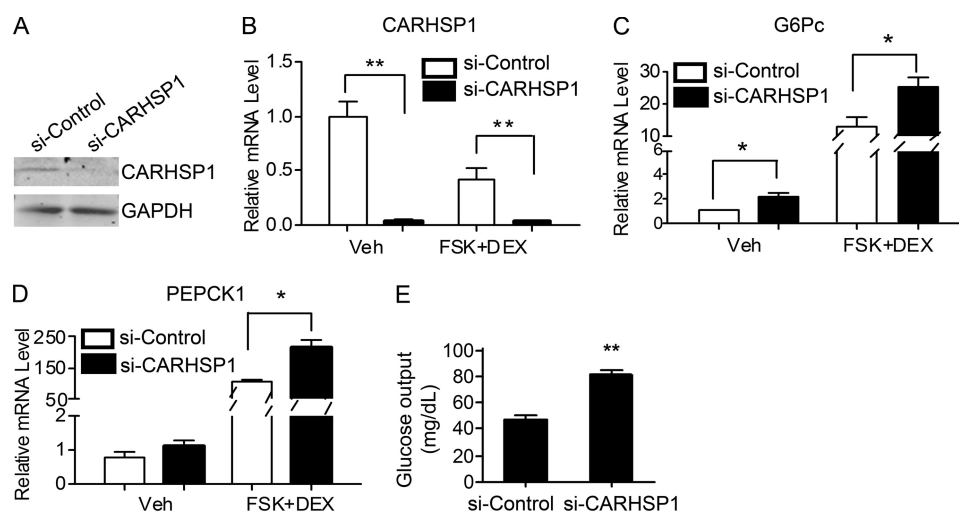 A
si-Control
si-CARHSP1
CARHSP1
GAPDH
B
CARHSP1
Relative mRNA Level
1.5
1.0
0.5
0.0
**
**
si-Control
si-CARHSP1
Veh
FSK+DEX
C
G6Pc
Relative mRNA Level
30
20
10
6
4
2
0
*
*
si-Control
si-CARHSP1
Veh
FSK+DEX
D
PEPCK1
Relative mRNA Level
250
150
50
2
1
0
*
si-Control
si-CARHSP1
Veh
FSK+DEX
E
Glucose output
(mg/dL)
100
80
60
40
20
0
**
si-Control
si-CARHSP1